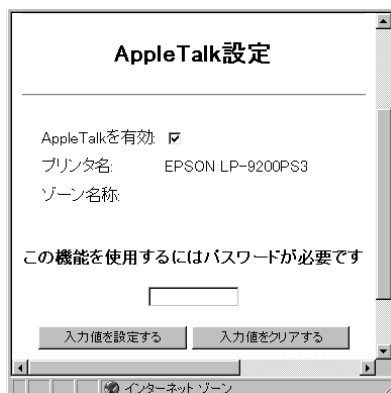 AppleTalk設定
AppleTalkを有効:
プリンタ名: EPSON LP-9200PS3
ゾーン名称:
この機能を使用するにはパスワードが必要です
入力値を設定する 入力値をクリアする
インターネット ゾーン